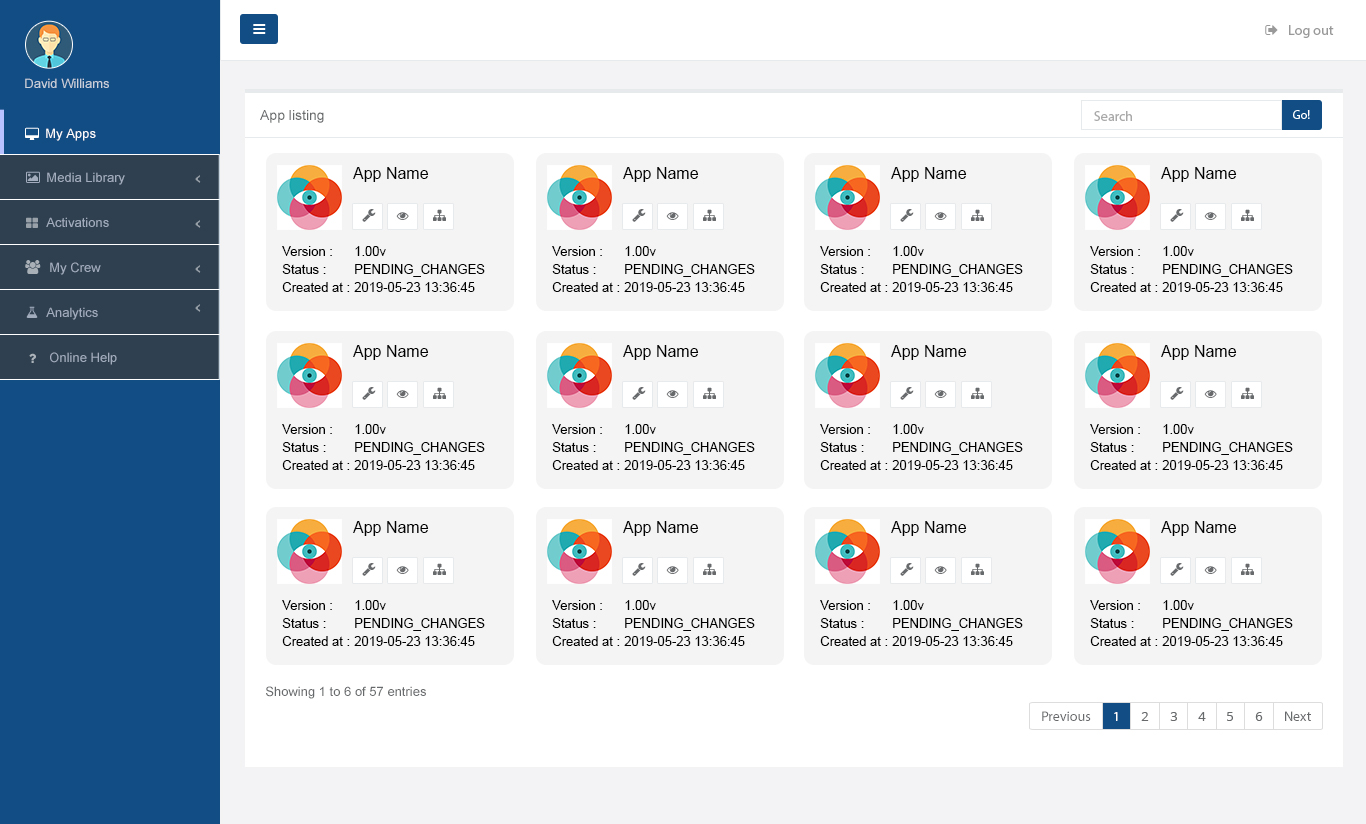 Log out
David Williams
My Apps
Media Library
Activations
My Crew
Analytics
? Online Help
App listing
Search
Go!
App Name
Version : 1.00v
Status : PENDING_CHANGES
Created at : 2019-05-23 13:36:45
App Name
Version : 1.00v
Status : PENDING_CHANGES
Created at : 2019-05-23 13:36:45
App Name
Version : 1.00v
Status : PENDING_CHANGES
Created at : 2019-05-23 13:36:45
App Name
Version : 1.00v
Status : PENDING_CHANGES
Created at : 2019-05-23 13:36:45
App Name
Version : 1.00v
Status : PENDING_CHANGES
Created at : 2019-05-23 13:36:45
App Name
Version : 1.00v
Status : PENDING_CHANGES
Created at : 2019-05-23 13:36:45
App Name
Version : 1.00v
Status : PENDING_CHANGES
Created at : 2019-05-23 13:36:45
App Name
Version : 1.00v
Status : PENDING_CHANGES
Created at : 2019-05-23 13:36:45
App Name
Version : 1.00v
Status : PENDING_CHANGES
Created at : 2019-05-23 13:36:45
App Name
Version : 1.00v
Status : PENDING_CHANGES
Created at : 2019-05-23 13:36:45
App Name
Version : 1.00v
Status : PENDING_CHANGES
Created at : 2019-05-23 13:36:45
App Name
Version : 1.00v
Status : PENDING_CHANGES
Created at : 2019-05-23 13:36:45
Showing 1 to 6 of 57 entries
Previous 1 2 3 4 5 6 Next